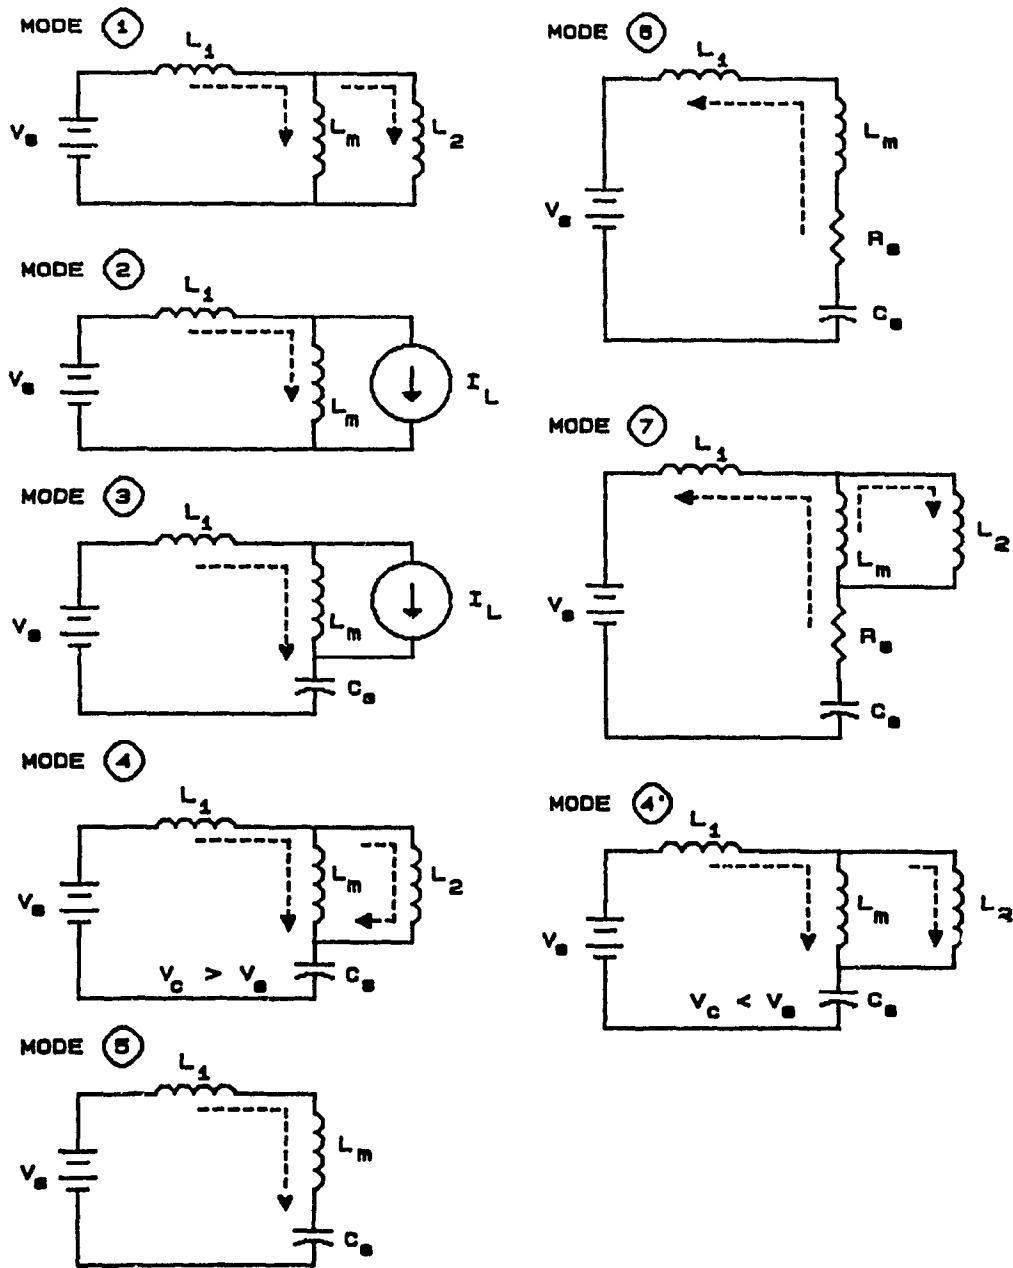 MODE 1
L1
Vs
Lm
L2
MODE 2
L1
Vs
Lm
IL
MODE 3
L1
Vs
Lm
IL
Cs
MODE 4
L1
Vs
Lm
L2
Vc > Vs
Cs
MODE 5
L1
Vs
Lm
Cs
MODE 6
L1
Lm
Vs
Rs
Cs
MODE 7
L1
L2
Lm
Vs
Rs
Cs
MODE 4'
L1
Lm
L2
Vs
Vc < Vs
Cs